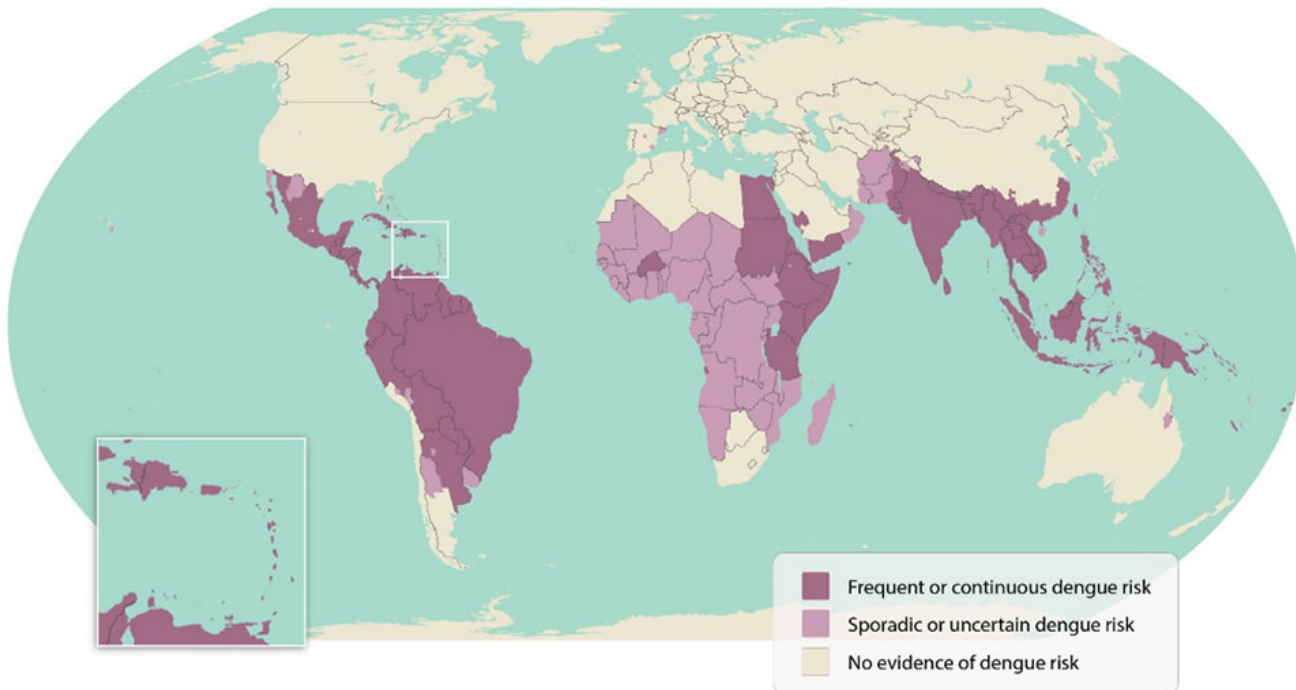 Frequent or continuous dengue risk
Sporadic or uncertain dengue risk
No evidence of dengue risk